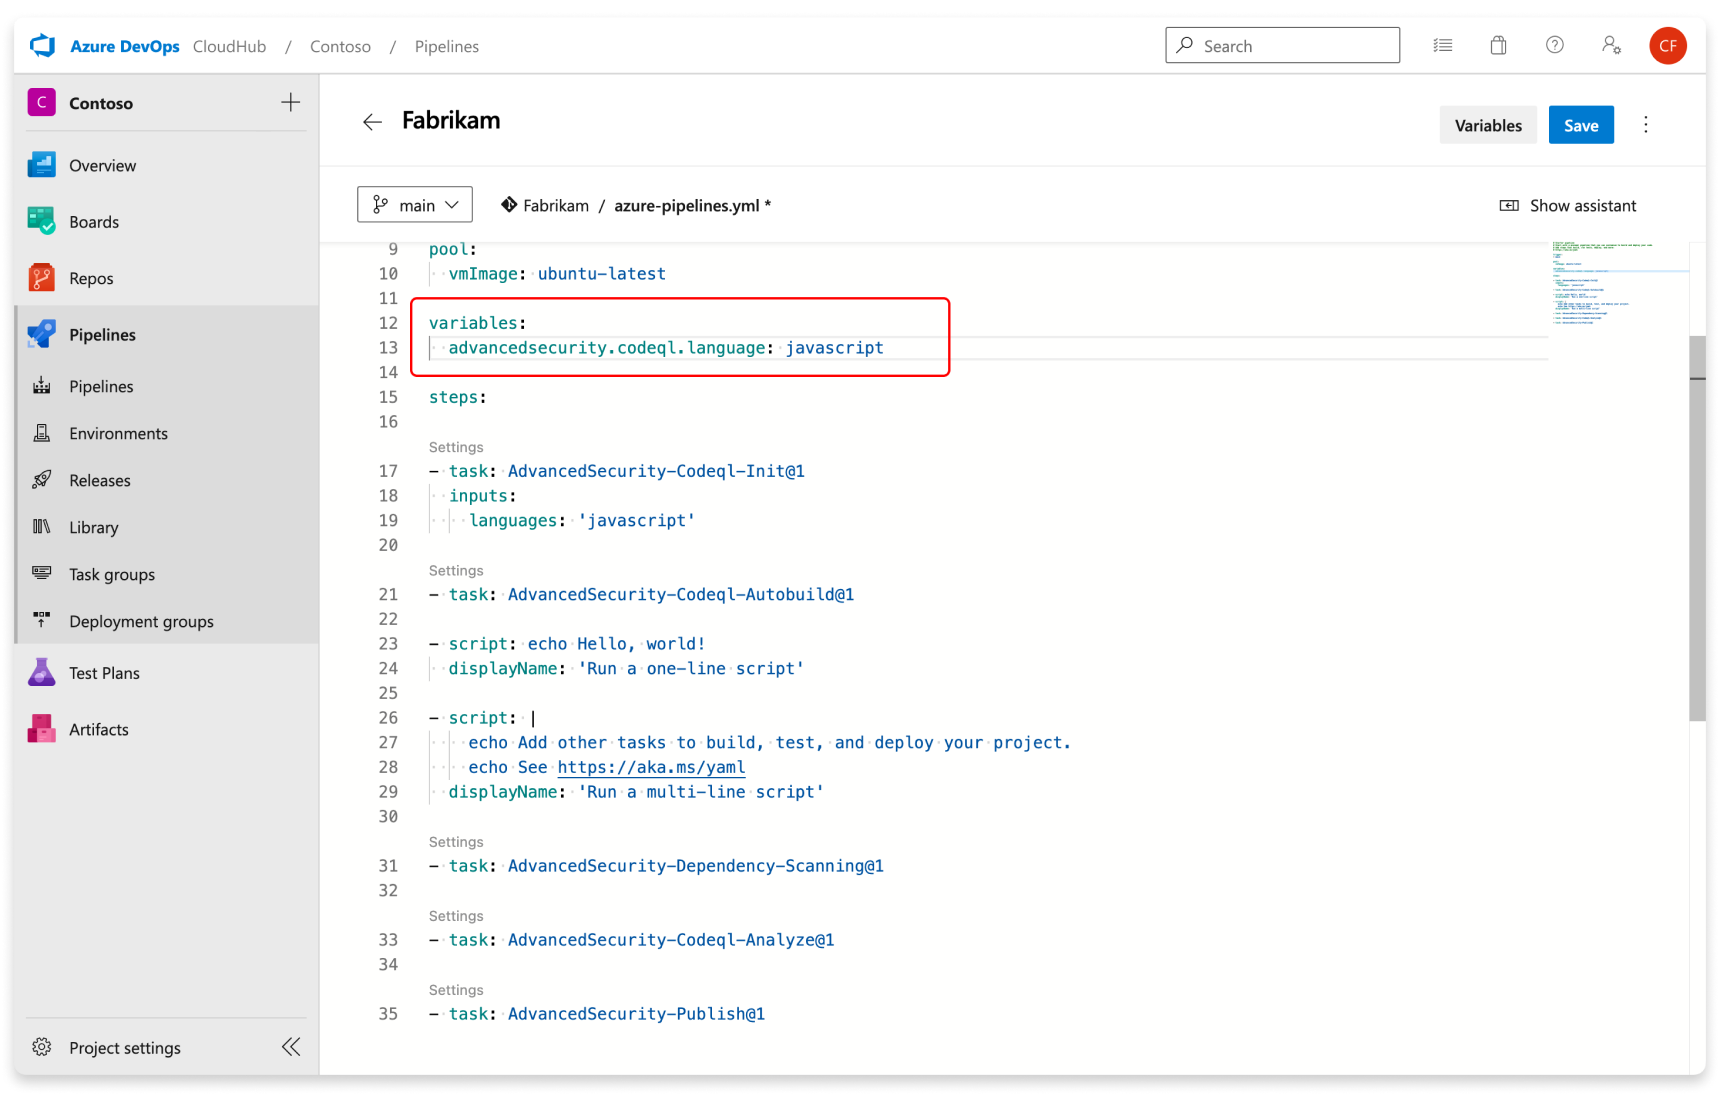 Azure DevOps CloudHub / Contoso / Pipelines
Search
CF
C Contoso
Overview
Boards
Repos
Pipelines
Pipelines
Environments
Releases
Library
Task groups
Deployment groups
Test Plans
Artifacts
Project settings
Fabrikam
Variables
Save
main
Fabrikam / azure-pipelines.yml *
Show assistant
9 pool:
10 vmImage: ubuntu-latest
11
12 variables:
13 advancedsecurity.codeql.language: javascript
14
15 steps:
16
Settings
17 - task: AdvancedSecurity-Codeql-Init@1
18 inputs:
19 languages: 'javascript'
20
Settings
21 - task: AdvancedSecurity-Codeql-Autobuild@1
22
23 - script: echo Hello, world!
24 displayName: 'Run a one-line script'
25
26 - script: |
27 echo Add other tasks to build, test, and deploy your project.
28 echo See https://aka.ms/yaml
29 displayName: 'Run a multi-line script'
30
Settings
31 - task: AdvancedSecurity-Dependency-Scanning@1
32
Settings
33 - task: AdvancedSecurity-Codeql-Analyze@1
34
Settings
35 - task: AdvancedSecurity-Publish@1